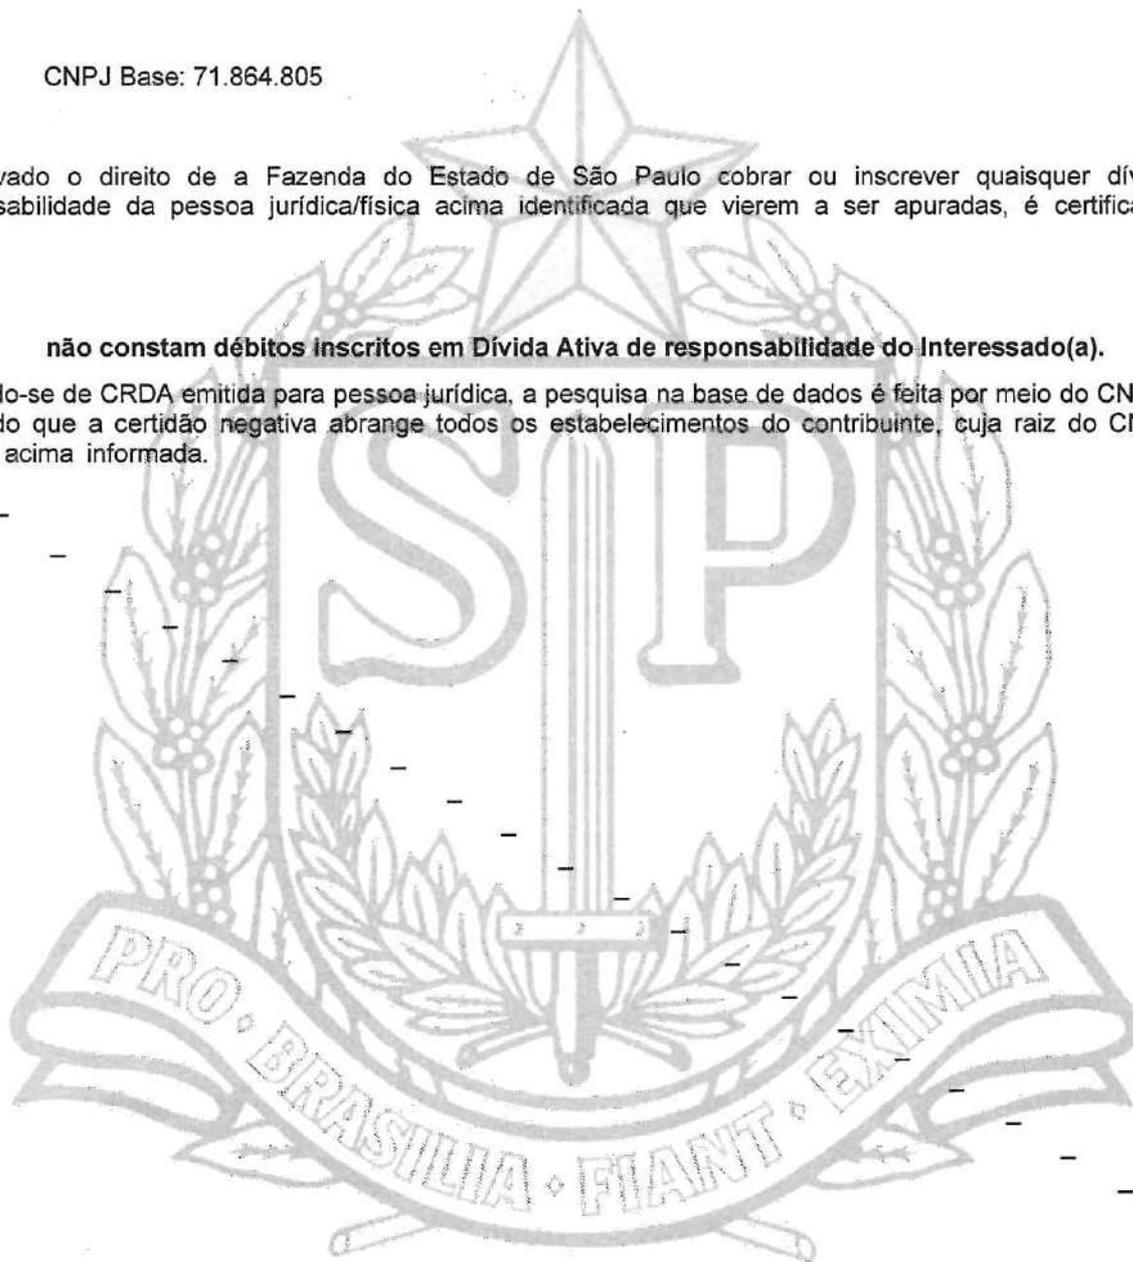 CNPJ Base: 71.864.805
vado o direito de a Fazenda do Estado de São Paulo cobrar ou inscrever quaisquer dív
sabilidade da pessoa jurídica/física acima identificada que vierem a ser apuradas, é certific
não constam débitos inscritos em Dívida Ativa de responsabilidade do Interessado(a).
do-se de CRDA emitida para pessoa jurídica, a pesquisa na base de dados é feita por meio do CN
do que a certidão negativa abrange todos os estabelecimentos do contribuinte, cuja raiz do CN
acima informada.
SP
PRO • BRASILIA • FIANT • EXIMIA